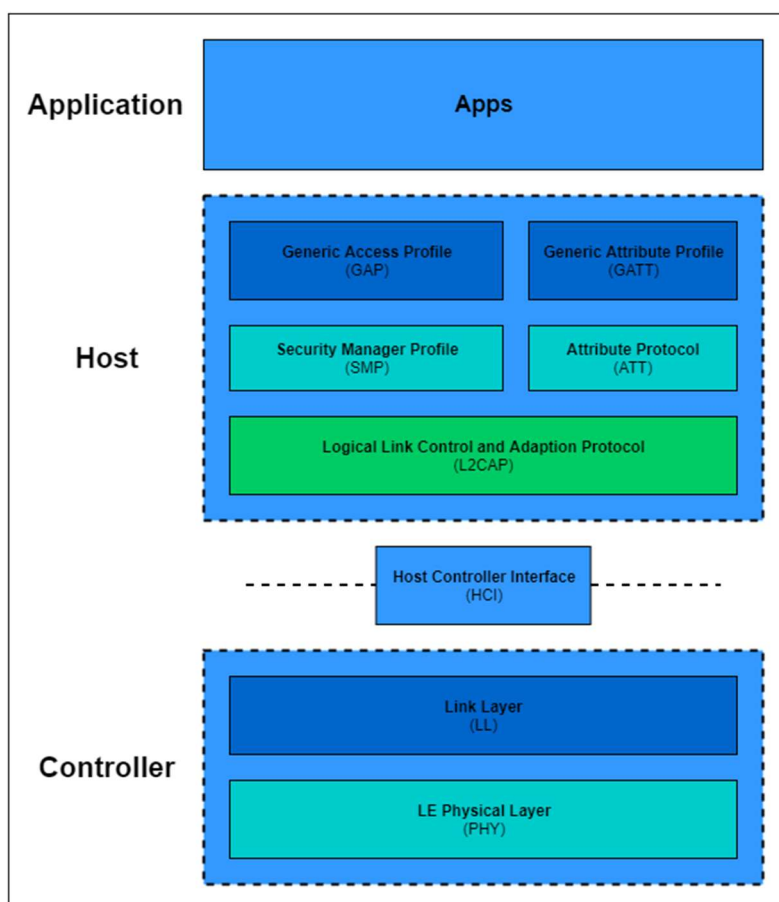 Application
Apps
Host
Generic Access Profile
(GAP)
Generic Attribute Profile
(GATT)
Security Manager Profile
(SMP)
Attribute Protocol
(ATT)
Logical Link Control and Adaption Protocol
(L2CAP)
Host Controller Interface
(HCI)
Controller
Link Layer
(LL)
LE Physical Layer
(PHY)